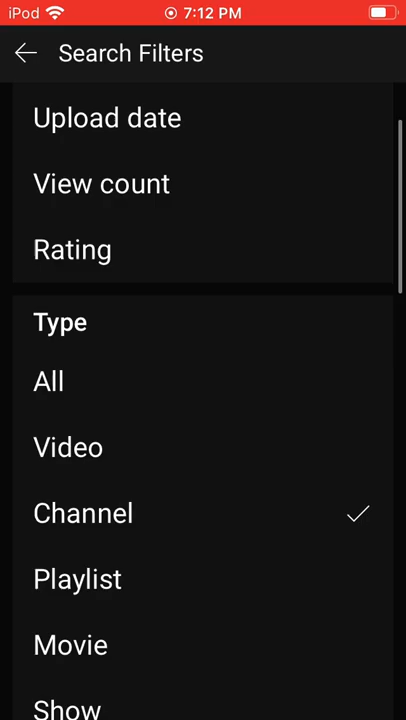 iPod 7:12 PM
Search Filters
Upload date
View count
Rating
Type
All
Video
Channel
Playlist
Movie
Show